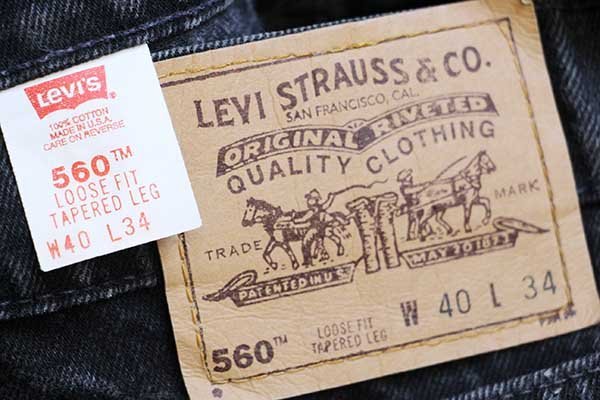 LEVI'S
100% COTTON
MADE IN U.S.A.
CARE ON REVERSE
560™
LOOSE FIT
TAPERED LEG
W40 L34
LEVI STRAUSS & CO.
SAN FRANCISCO, CAL.
ORIGINAL RIVETED
QUALITY CLOTHING
TRADE MARK
PATENTED IN U.S. MAY 20 1873
W 40 L 34
560™ LOOSE FIT
TAPERED LEG